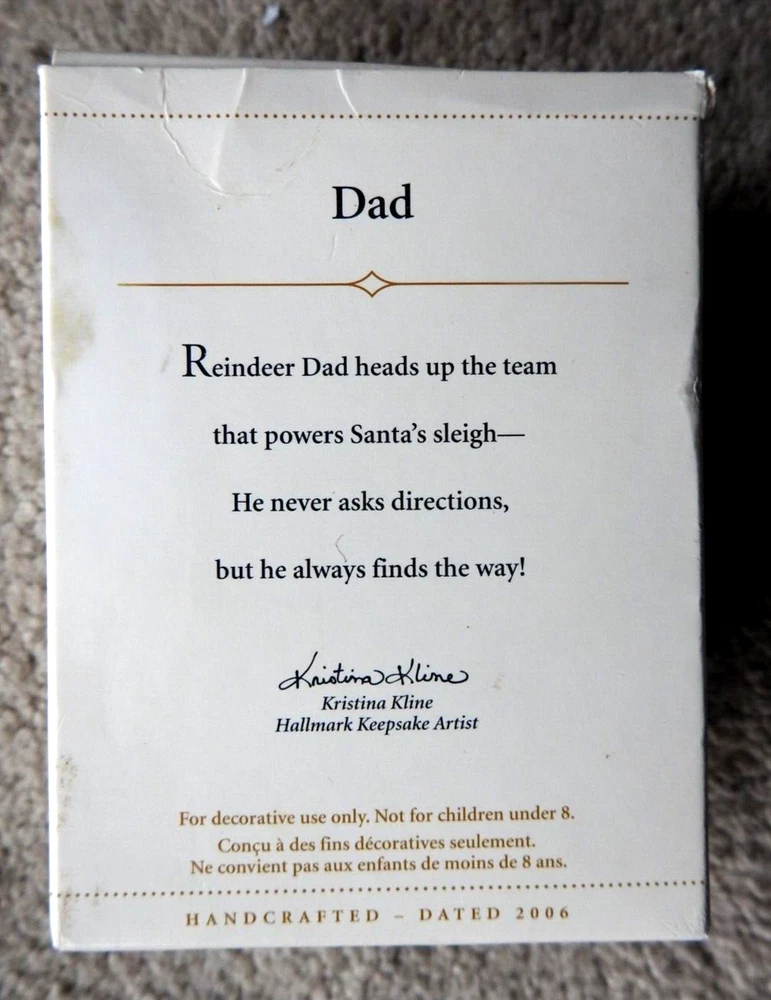 Dad
Reindeer Dad heads up the team
that powers Santa's sleigh—
He never asks directions,
but he always finds the way!
Kristina Kline
Kristina Kline
Hallmark Keepsake Artist
For decorative use only. Not for children under 8.
Conçu à des fins décoratives seulement.
Ne convient pas aux enfants de moins de 8 ans.
HANDCRAFTED – DATED 2006